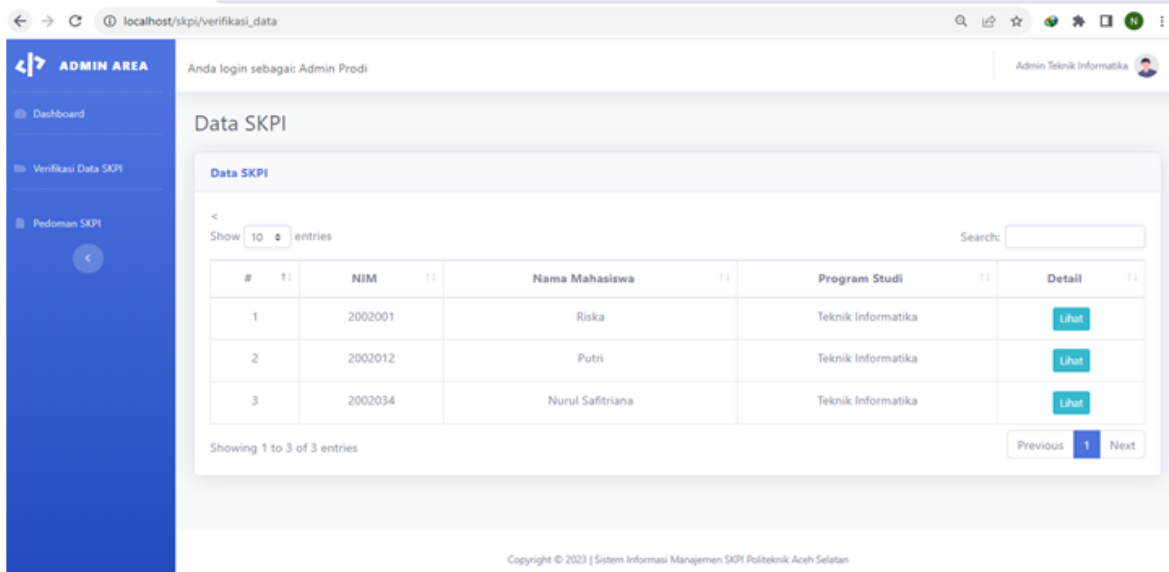 localhost/skpi/verifikasi_data
N
ADMIN AREA
Anda login sebagai: Admin Prodi
Admin Teknik Informatika
Dashboard
Verifikasi Data SKPI
Pedoman SKPI
Data SKPI
Data SKPI
<
Show 10 entries
Search:
# NIM Nama Mahasiswa Program Studi Detail
1 2002001 Riska Teknik Informatika Lihat
2 2002012 Putri Teknik Informatika Lihat
3 2002034 Nurul Safitriana Teknik Informatika Lihat
Showing 1 to 3 of 3 entries
Previous 1 Next
Copyright © 2023 | Sistem Informasi Manajemen SKPI Politeknik Aceh Selatan